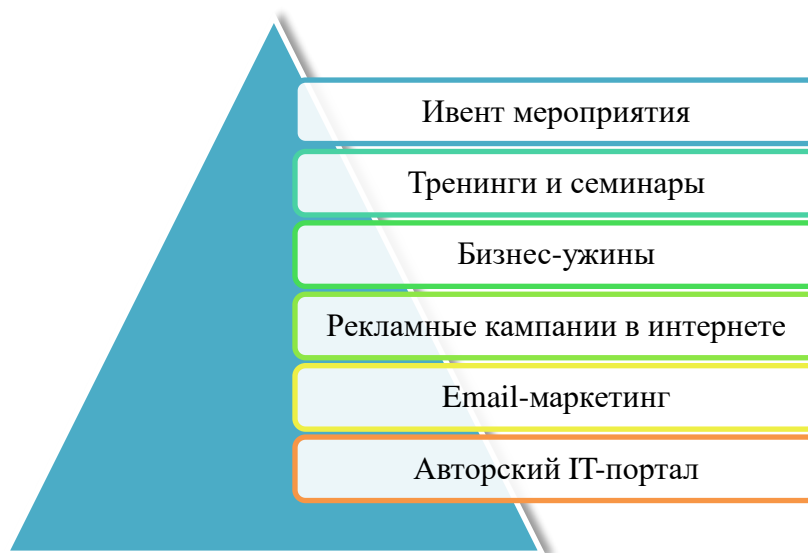 Ивент мероприятия
Тренинги и семинары
Бизнес-ужины
Рекламные кампании в интернете
Email-маркетинг
Авторский IT-портал